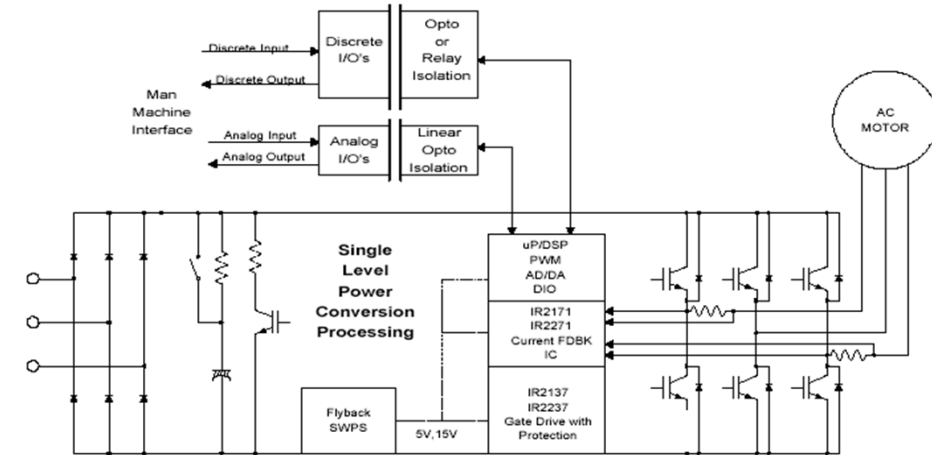 Discrete Input
Discrete Output
Man
Machine
Interface
Analog Input
Analog Output
Discrete
I/O's
Opto
or
Relay
Isolation
Analog
I/O's
Linear
Opto
Isolation
AC
MOTOR
Single
Level
Power
Conversion
Processing
uP/DSP
PWM
AD/DA
DIO
IR2171
IR2271
Current FDBK
IC
IR2137
IR2237
Gate Drive with
Protection
Flyback
SWPS
5V,15V